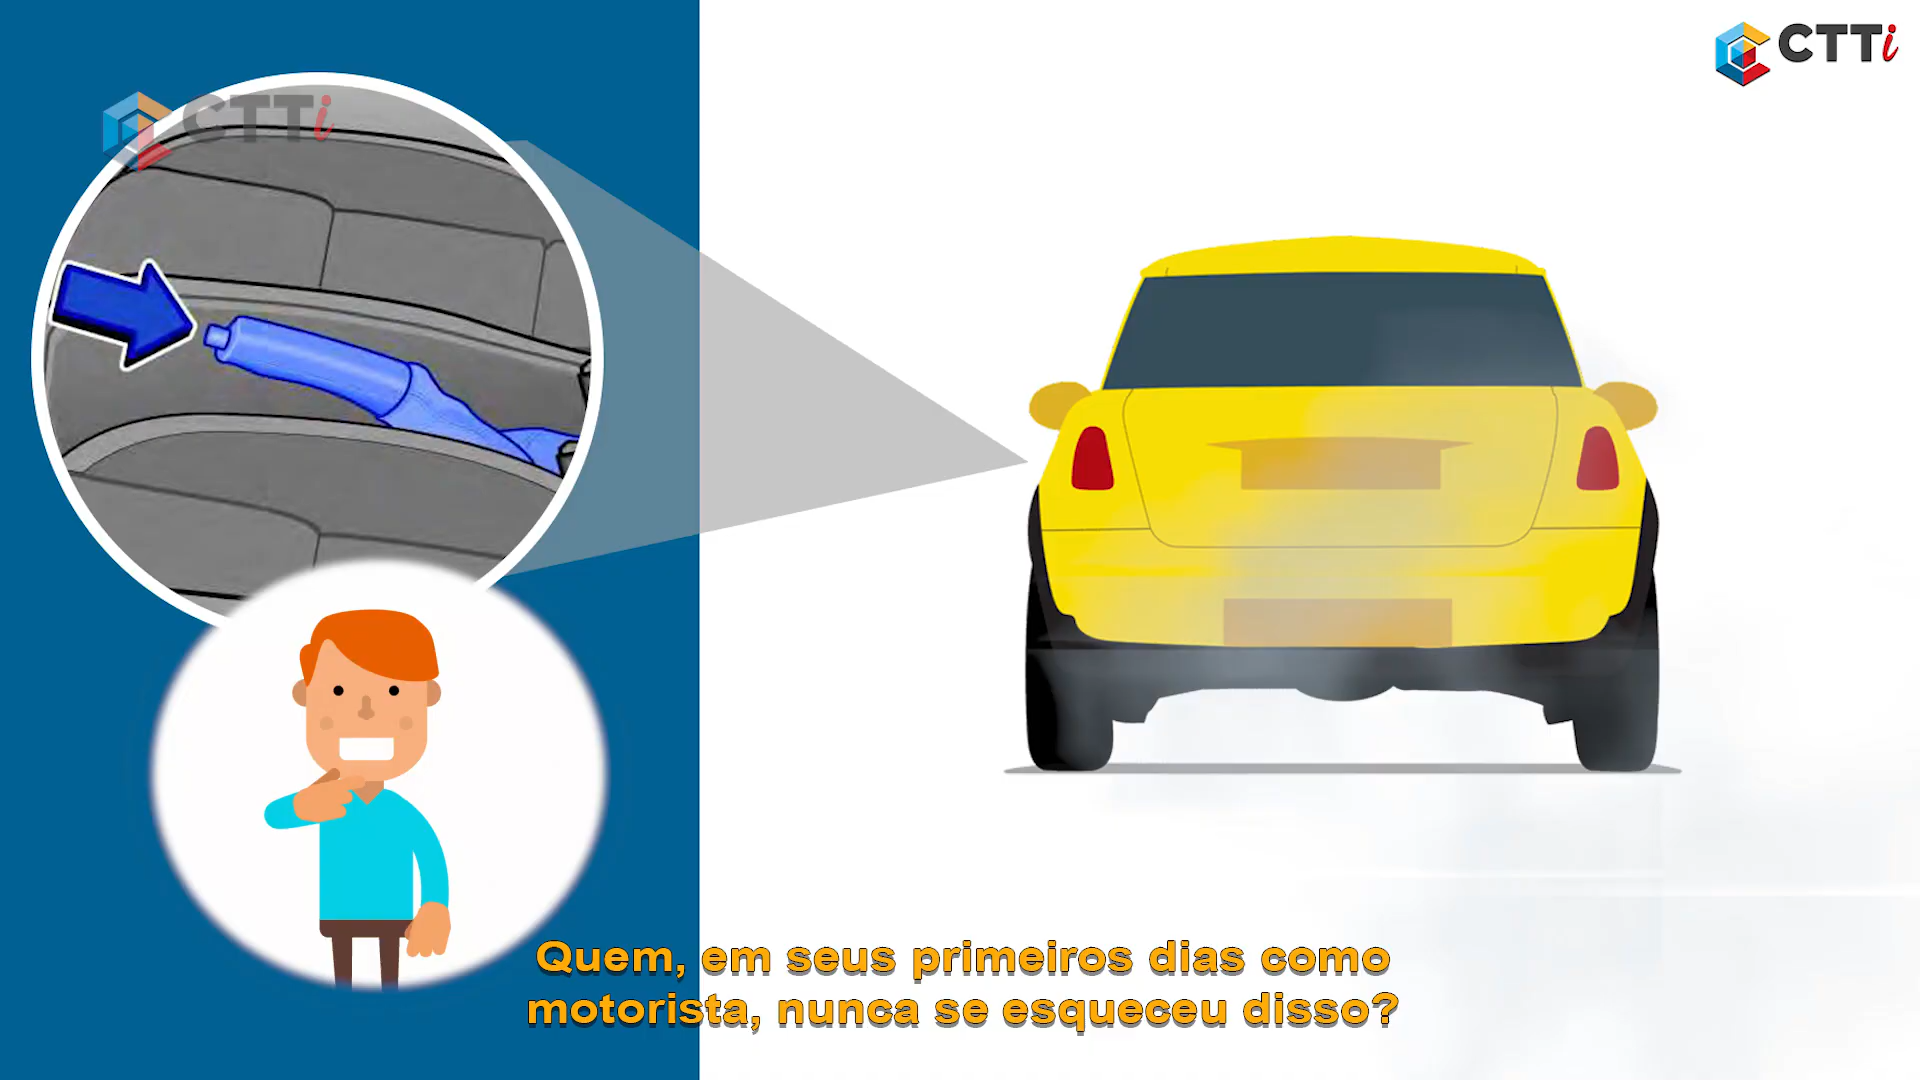 CTTi
CTTi
Quem, em seus primeiros dias como
motorista, nunca se esqueceu disso?